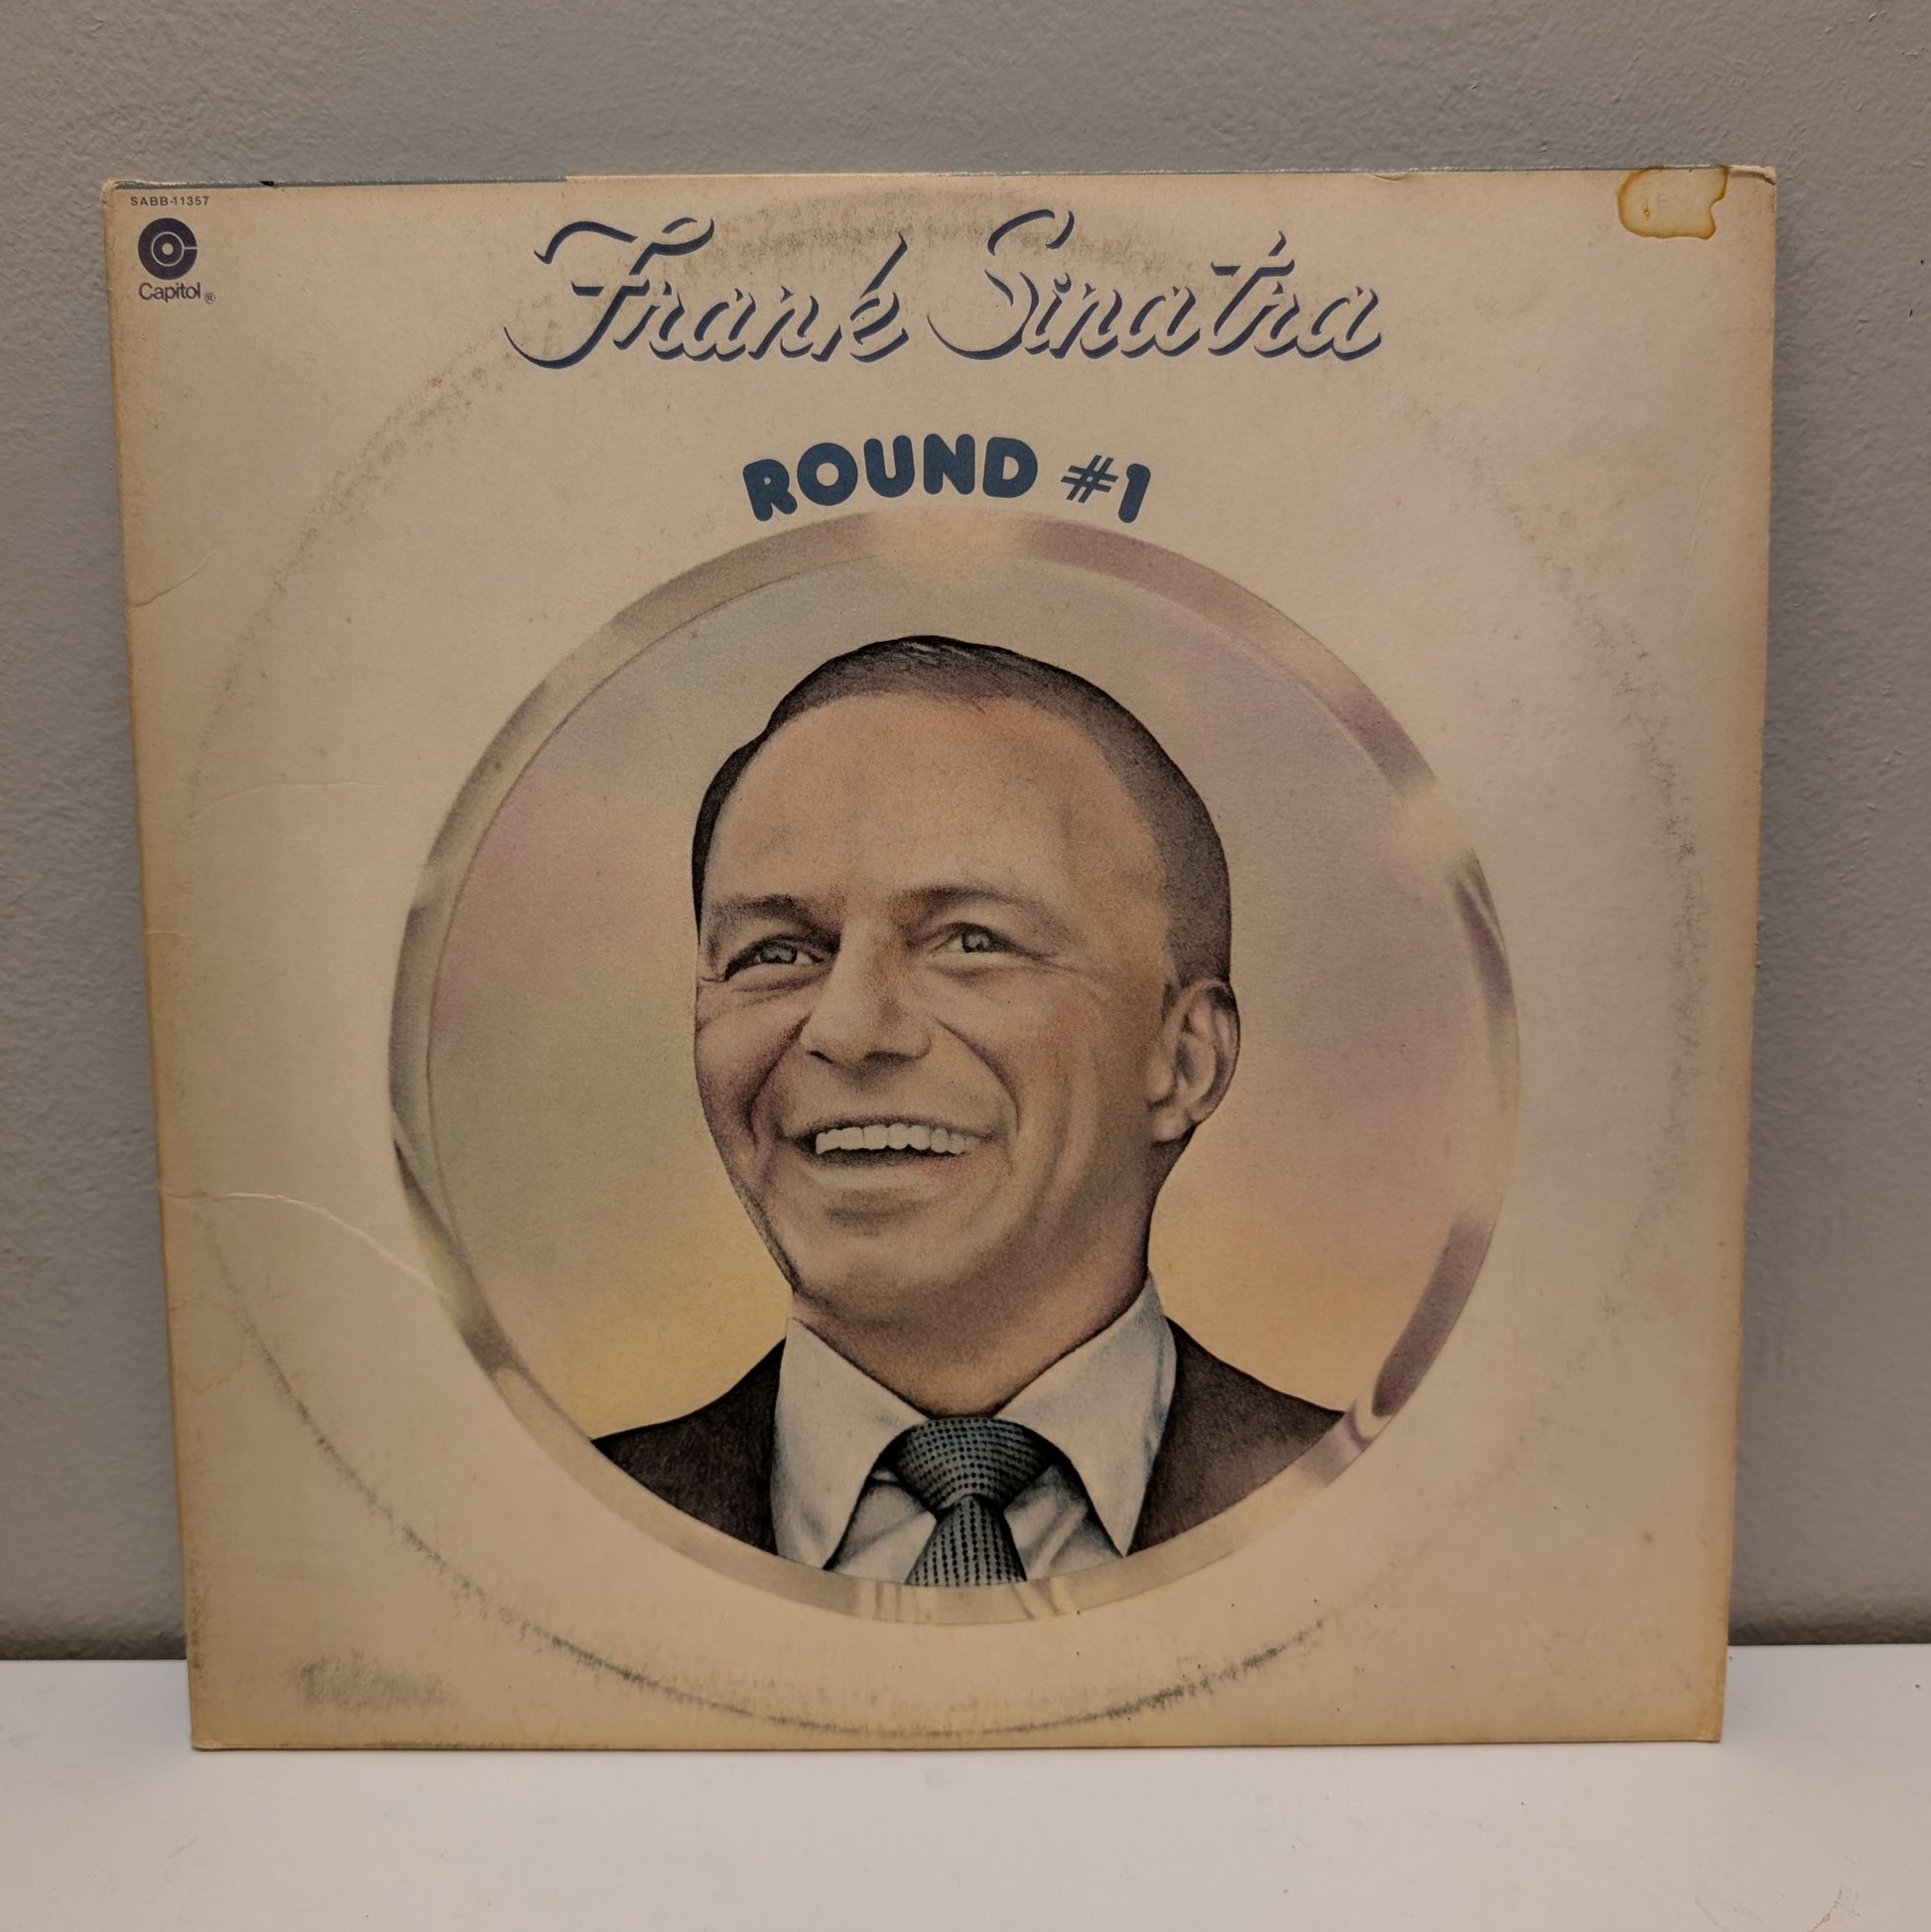 SABB-11357
Capitol®
Frank Sinatra
ROUND #1